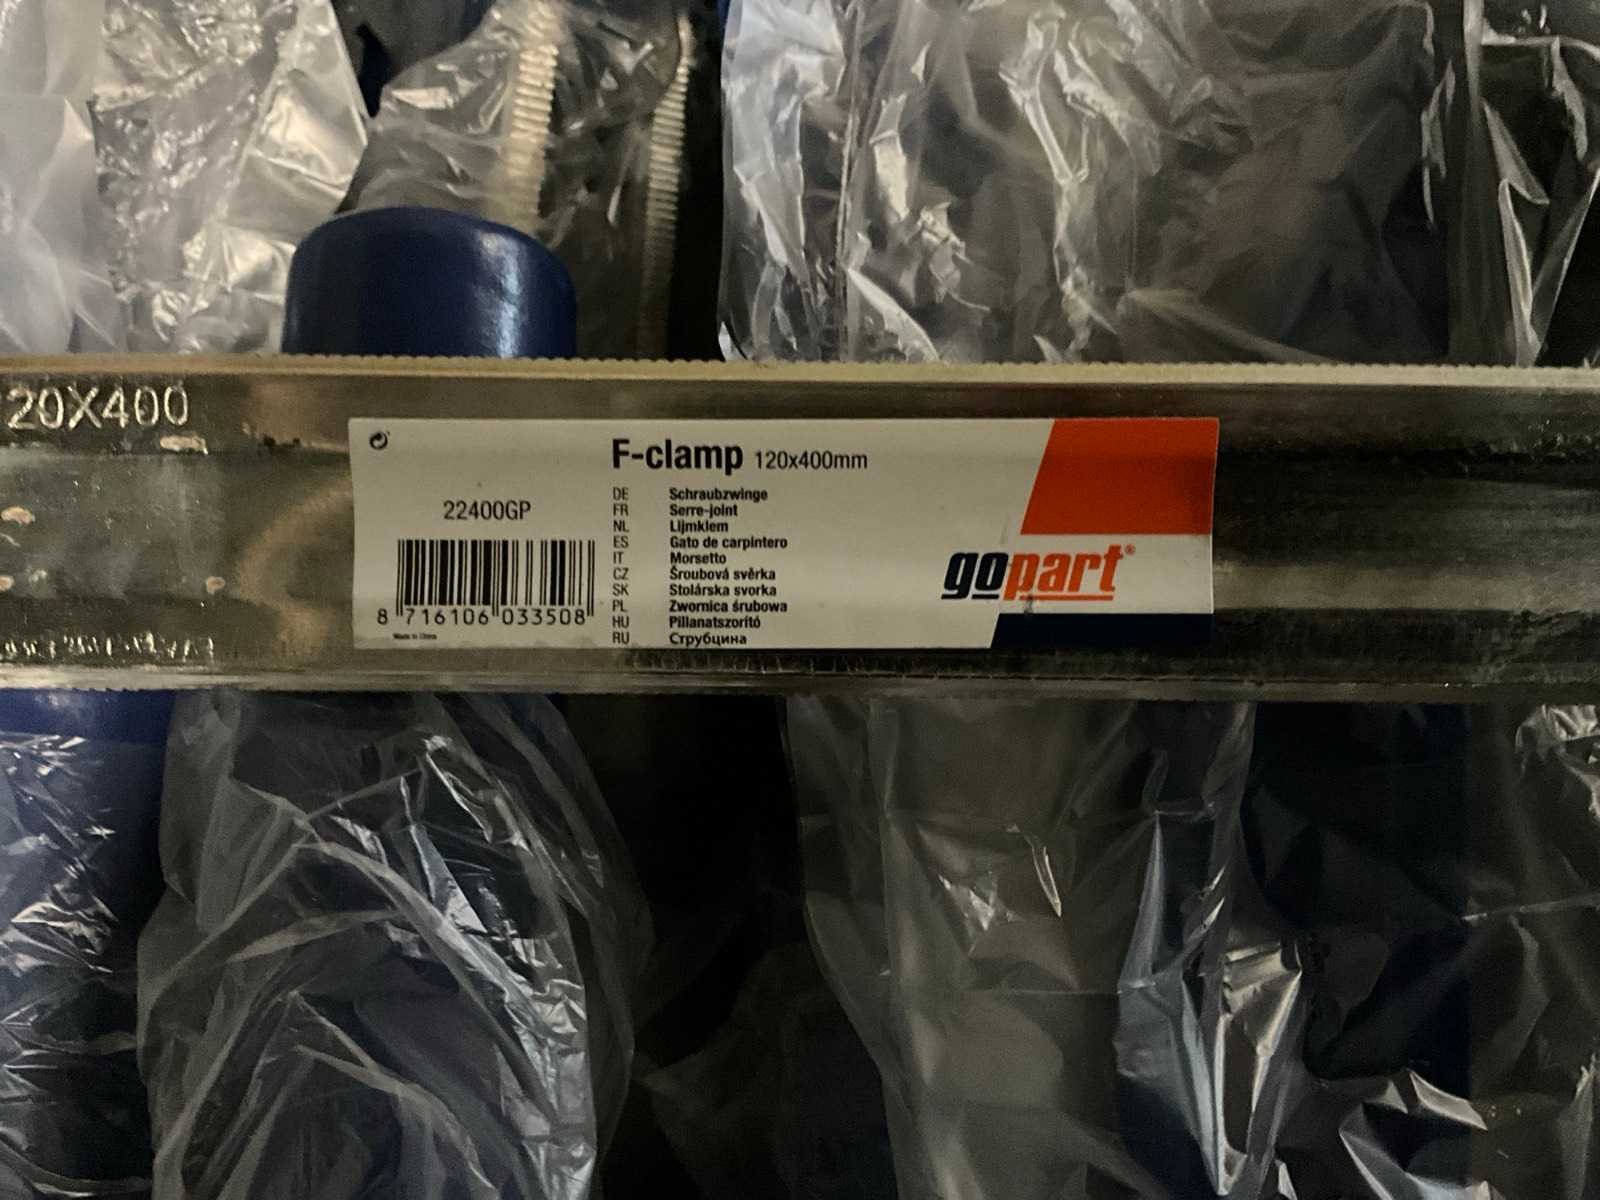 20X400
F-clamp 120x400mm
22400GP
DE Schraubzwinge
FR Serre-joint
NL Lijmklem
ES Gato de carpintero
IT Morsetto
CZ Šroubová svěrka
SK Stolárska svorka
PL Zwornica śrubowa
HU Pillanatszorító
RU Струбцина
8 716106 033508
Made in China
gopart®